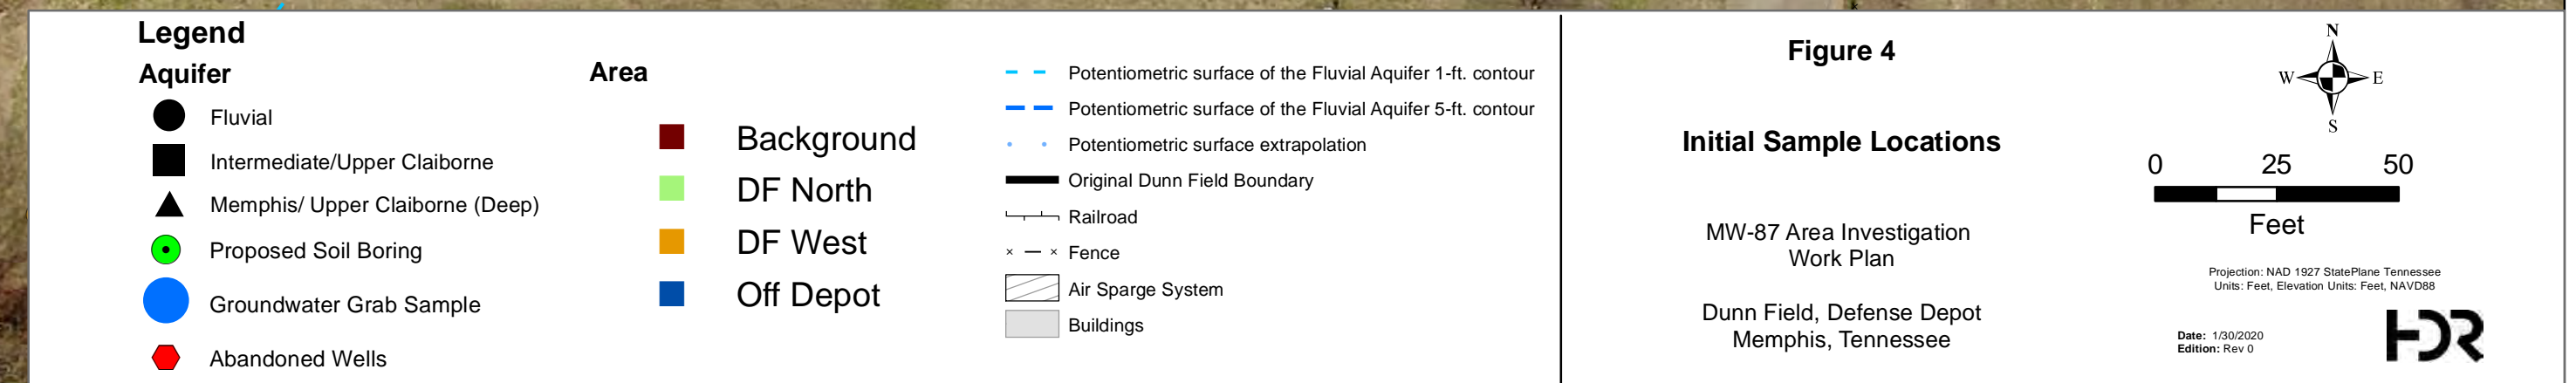 Legend
Aquifer
Fluvial
Intermediate/Upper Claiborne
Memphis/ Upper Claiborne (Deep)
Proposed Soil Boring
Groundwater Grab Sample
Abandoned Wells
Area
Background
DF North
DF West
Off Depot
Potentiometric surface of the Fluvial Aquifer 1-ft. contour
Potentiometric surface of the Fluvial Aquifer 5-ft. contour
Potentiometric surface extrapolation
Original Dunn Field Boundary
Railroad
Fence
Air Sparge System
Buildings
Figure 4
Initial Sample Locations
MW-87 Area Investigation
Work Plan
Dunn Field, Defense Depot
Memphis, Tennessee
N
W E
S
0 25 50
Feet
Projection: NAD 1927 StatePlane Tennessee
Units: Feet, Elevation Units: Feet, NAVD88
Date: 1/30/2020
Edition: Rev 0
HDR